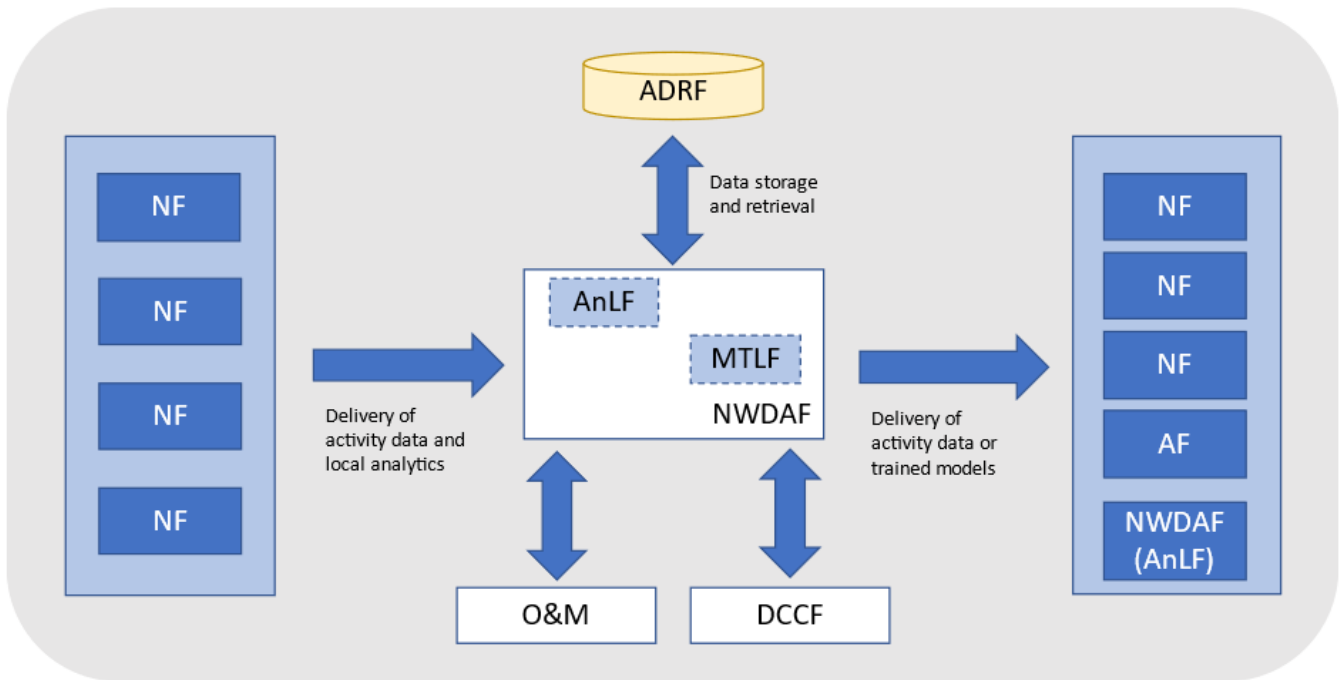 ADRF
Data storage
and retrieval
NF
NF
NF
NF
Delivery of
activity data and
local analytics
AnLF
MTLF
NWDAF
Delivery of
activity data or
trained models
NF
NF
NF
AF
NWDAF
(AnLF)
O&M
DCCF